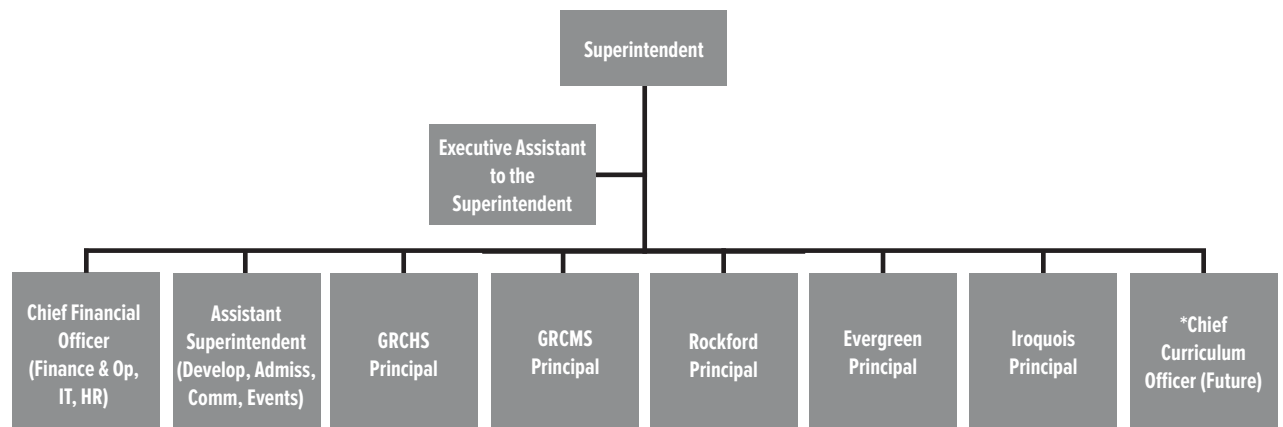 Superintendent
Executive Assistant
to the
Superintendent
Chief Financial
Officer
(Finance & Op,
IT, HR)
Assistant
Superintendent
(Develop, Admiss,
Comm, Events)
GRCHS
Principal
GRCMS
Principal
Rockford
Principal
Evergreen
Principal
Iroquois
Principal
*Chief
Curriculum
Officer (Future)